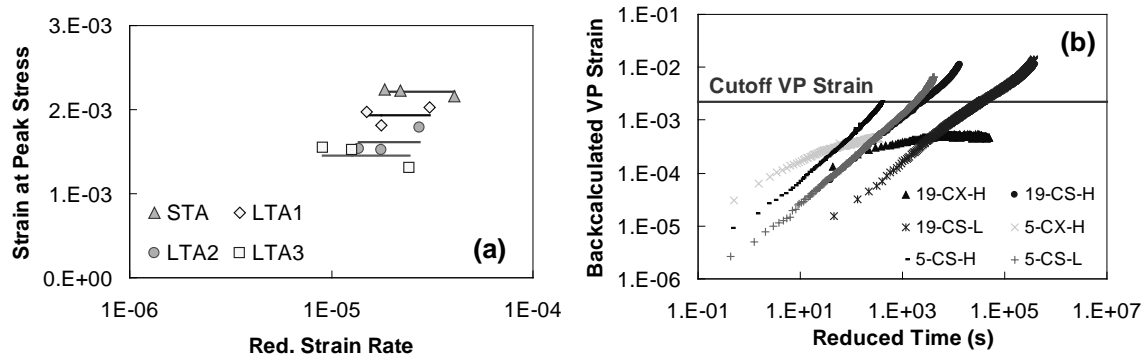 3.E-03
2.E-03
1.E-03
0.E+00
Strain at Peak Stress
STA
LTA1
LTA2
LTA3
(a)
1E-06
1E-05
1E-04
Red. Strain Rate
1.E-01
1.E-02
1.E-03
1.E-04
1.E-05
1.E-06
Backcalculated VP Strain
(b)
Cutoff VP Strain
19-CX-H
19-CS-H
19-CS-L
5-CX-H
5-CS-H
5-CS-L
1.E-01
1.E+01
1.E+03
1.E+05
1.E+07
Reduced Time (s)